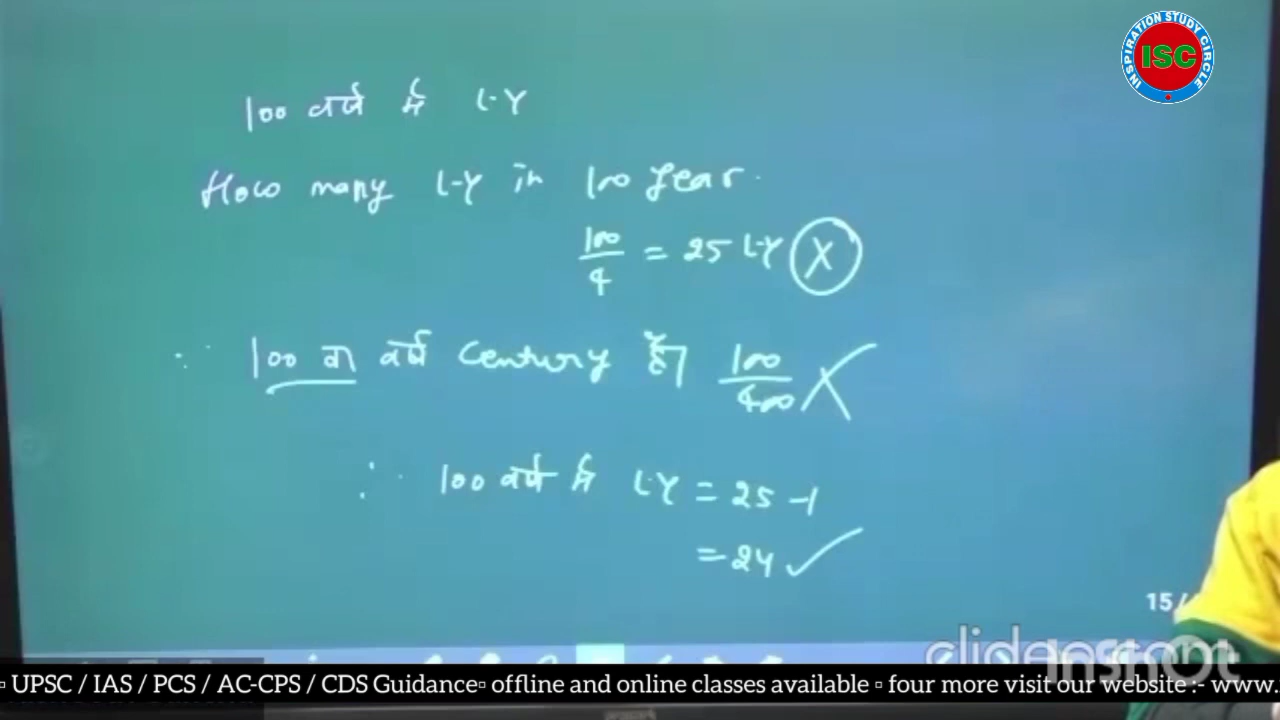 INSPIRATION STUDY CIRCLE
ISC
100 वर्ष में L-Y
How many L-Y in 100 year.
100/4 = 25 L-Y X
∵ 100 वा वर्ष century है। 100/400 X
∴ 100 वर्ष में L.Y = 25 -1
= 24 ✓
15/
▫ UPSC / IAS / PCS / AC-CPS / CDS Guidance▫ offline and online classes available ▫ four more visit our website :- www.